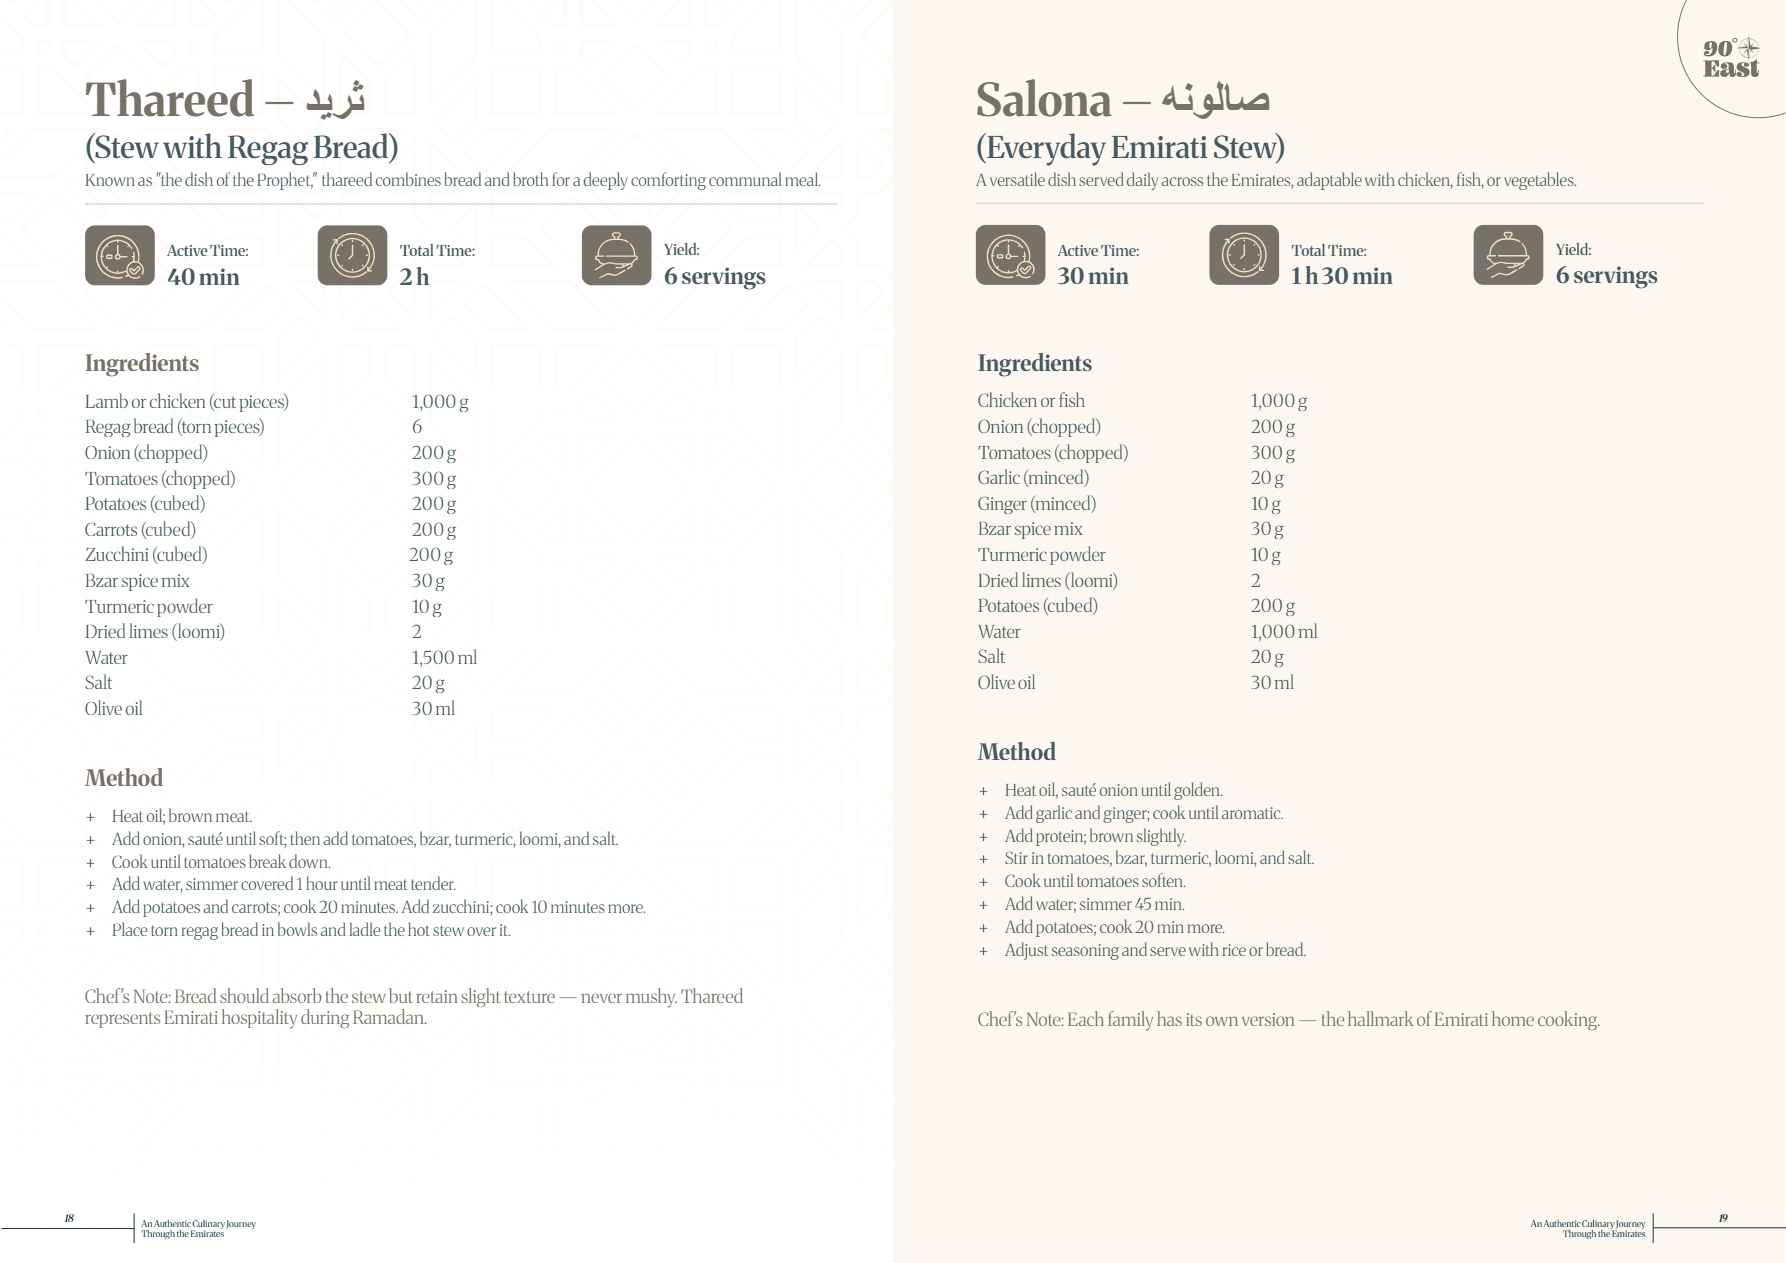 Thareed — ثريد
(Stew with Regag Bread)
Known as "the dish of the Prophet," thareed combines bread and broth for a deeply comforting communal meal.
Active Time:
40 min
Total Time:
2 h
Yield:
6 servings
Ingredients
Lamb or chicken (cut pieces) 1,000 g
Regag bread (torn pieces) 6
Onion (chopped) 200 g
Tomatoes (chopped) 300 g
Potatoes (cubed) 200 g
Carrots (cubed) 200 g
Zucchini (cubed) 200 g
Bzar spice mix 30 g
Turmeric powder 10 g
Dried limes (loomi) 2
Water 1,500 ml
Salt 20 g
Olive oil 30 ml
Method
+ Heat oil; brown meat.
+ Add onion, sauté until soft; then add tomatoes, bzar, turmeric, loomi, and salt.
+ Cook until tomatoes break down.
+ Add water, simmer covered 1 hour until meat tender.
+ Add potatoes and carrots; cook 20 minutes. Add zucchini; cook 10 minutes more.
+ Place torn regag bread in bowls and ladle the hot stew over it.
Chef's Note: Bread should absorb the stew but retain slight texture — never mushy. Thareed
represents Emirati hospitality during Ramadan.
18
An Authentic Culinary Journey
Through the Emirates
90°
East
Salona — صالونه
(Everyday Emirati Stew)
A versatile dish served daily across the Emirates, adaptable with chicken, fish, or vegetables.
Active Time:
30 min
Total Time:
1 h 30 min
Yield:
6 servings
Ingredients
Chicken or fish 1,000 g
Onion (chopped) 200 g
Tomatoes (chopped) 300 g
Garlic (minced) 20 g
Ginger (minced) 10 g
Bzar spice mix 30 g
Turmeric powder 10 g
Dried limes (loomi) 2
Potatoes (cubed) 200 g
Water 1,000 ml
Salt 20 g
Olive oil 30 ml
Method
+ Heat oil, sauté onion until golden.
+ Add garlic and ginger; cook until aromatic.
+ Add protein; brown slightly.
+ Stir in tomatoes, bzar, turmeric, loomi, and salt.
+ Cook until tomatoes soften.
+ Add water; simmer 45 min.
+ Add potatoes; cook 20 min more.
+ Adjust seasoning and serve with rice or bread.
Chef's Note: Each family has its own version — the hallmark of Emirati home cooking.
An Authentic Culinary Journey
Through the Emirates
19